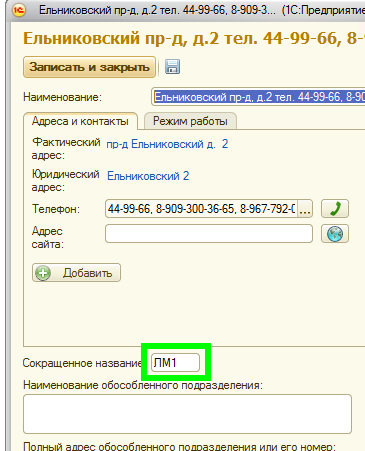 Ельниковский пр-д, д.2 тел. 44-99-66, 8-909-3... (1С:Предприятие
Ельниковский пр-д, д.2 тел. 44-99-66, 8-
Записать и закрыть
Наименование: Ельниковский пр-д, д.2 тел. 44-99-66, 8-90
Адреса и контакты Режим работы
Фактический адрес: пр-д Ельниковский д. 2
Юридический адрес: Ельниковский 2
Телефон: 44-99-66, 8-909-300-36-65, 8-967-792-0 ...
Адрес сайта:
Добавить
Сокращенное название: ЛМ1
Наименование обособленного подразделения:
Полный адрес обособленного подразделения или его номер: